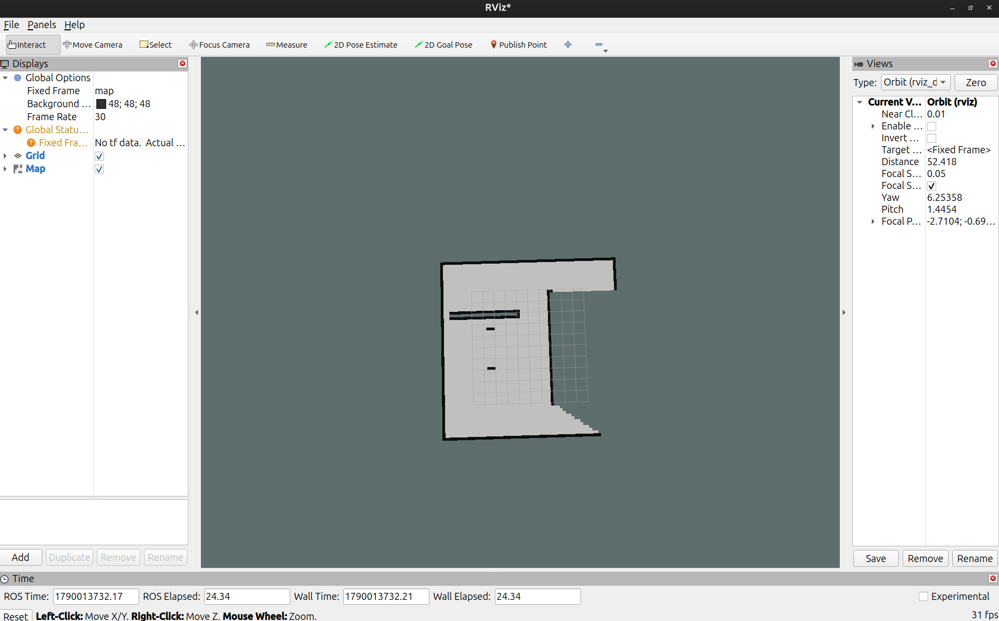 RViz*
File Panels Help
Interact Move Camera Select Focus Camera Measure 2D Pose Estimate 2D Goal Pose Publish Point
Displays
Global Options
Fixed Frame map
Background ... 48; 48; 48
Frame Rate 30
Global Statu...
Fixed Fra... No tf data. Actual ...
Grid
Map
Add Duplicate Remove Rename
Views
Type: Orbit (rviz_d Zero
Current V... Orbit (rviz)
Near Cl... 0.01
Enable ...
Invert ...
Target ... <Fixed Frame>
Distance 52.418
Focal S... 0.05
Focal S...
Yaw 6.25358
Pitch 1.4454
Focal P... -2.7104; -0.69...
Save Remove Rename
Time
ROS Time: 1790013732.17 ROS Elapsed: 24.34 Wall Time: 1790013732.21 Wall Elapsed: 24.34 Experimental
Reset Left-Click: Move X/Y. Right-Click: Move Z. Mouse Wheel: Zoom. 31 fps